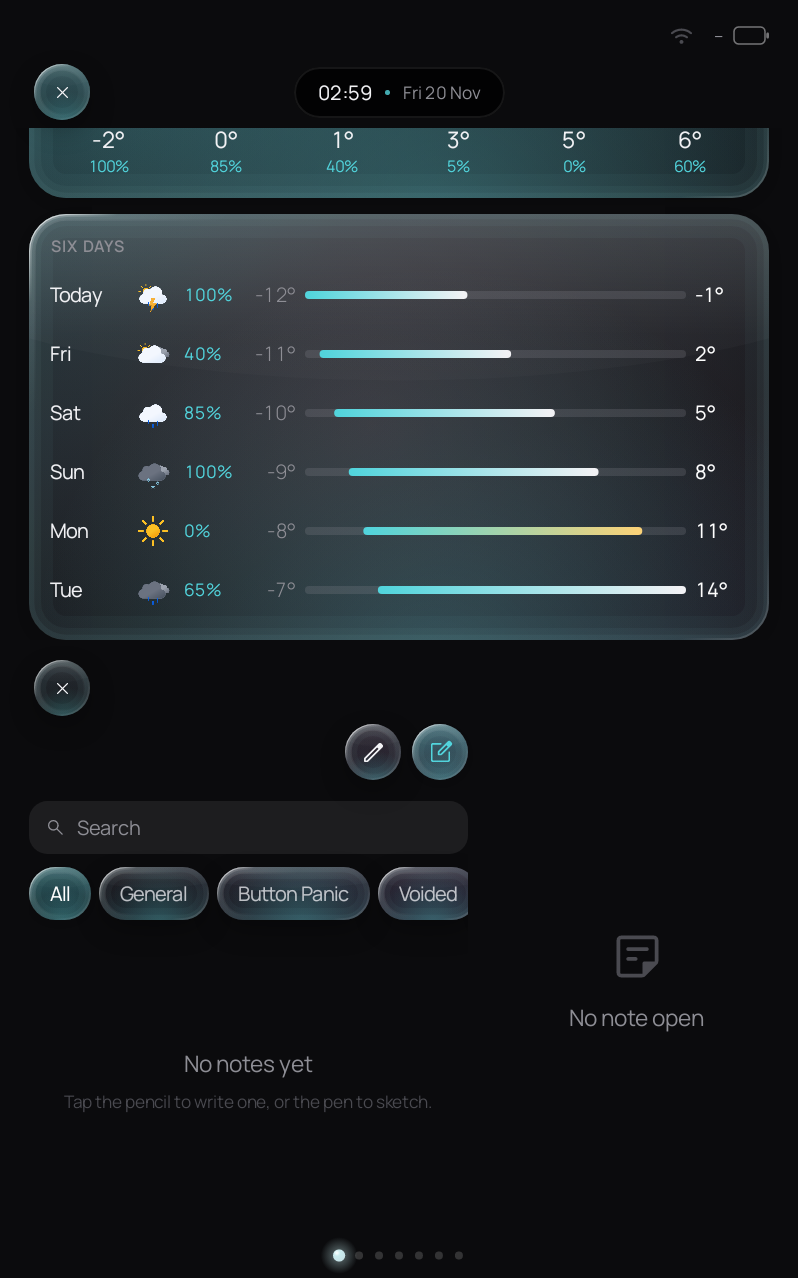 –
02:59 • Fri 20 Nov
-2° 0° 1° 3° 5° 6°
100% 85% 40% 5% 0% 60%
SIX DAYS
Today 100% -12° -1°
Fri 40% -11° 2°
Sat 85% -10° 5°
Sun 100% -9° 8°
Mon 0% -8° 11°
Tue 65% -7° 14°
Search
All General Button Panic Voided
No note open
No notes yet
Tap the pencil to write one, or the pen to sketch.